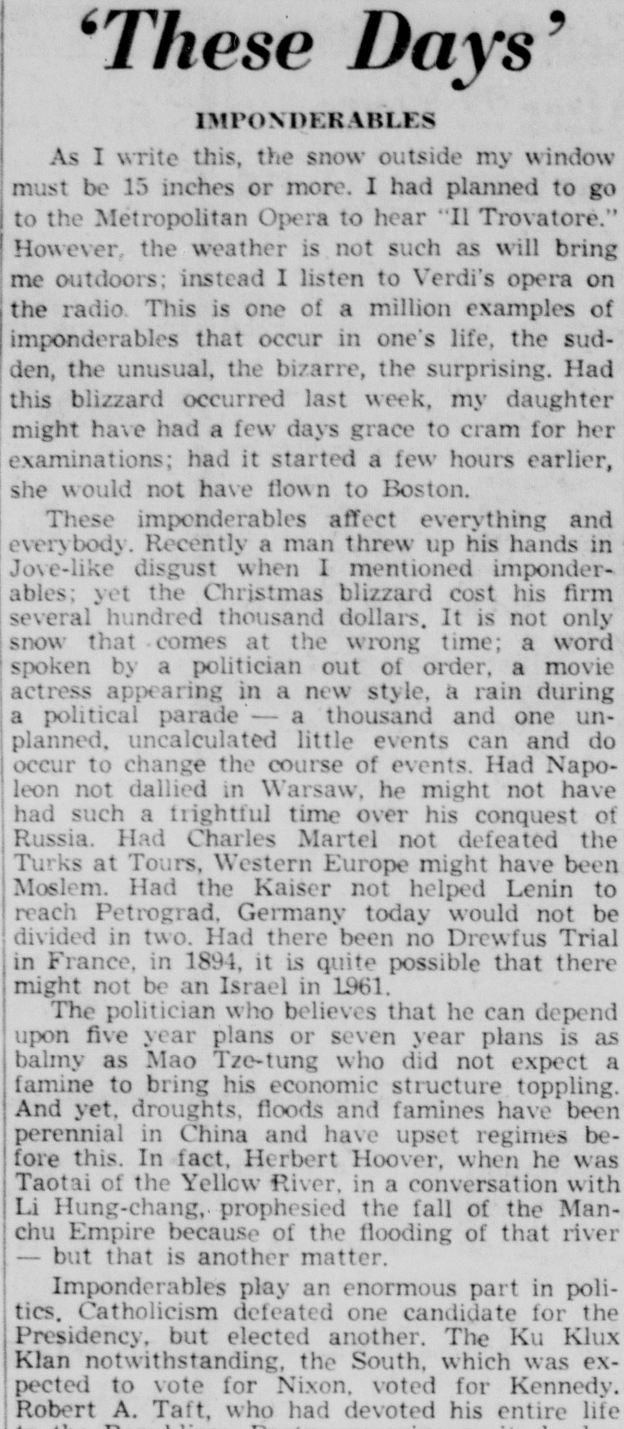 ‘These Days’
IMPONDERABLES
As I write this, the snow outside my window
must be 15 inches or more. I had planned to go
to the Metropolitan Opera to hear "Il Trovatore."
However, the weather is not such as will bring
me outdoors; instead I listen to Verdi's opera on
the radio. This is one of a million examples of
imponderables that occur in one's life, the sud-
den, the unusual, the bizarre, the surprising. Had
this blizzard occurred last week, my daughter
might have had a few days grace to cram for her
examinations; had it started a few hours earlier,
she would not have flown to Boston.
These imponderables affect everything and
everybody. Recently a man threw up his hands in
Jove-like disgust when I mentioned imponder-
ables; yet the Christmas blizzard cost his firm
several hundred thousand dollars. It is not only
snow that comes at the wrong time; a word
spoken by a politician out of order, a movie
actress appearing in a new style, a rain during
a political parade — a thousand and one un-
planned, uncalculated little events can and do
occur to change the course of events. Had Napo-
leon not dallied in Warsaw, he might not have
had such a frightful time over his conquest of
Russia. Had Charles Martel not defeated the
Turks at Tours, Western Europe might have been
Moslem. Had the Kaiser not helped Lenin to
reach Petrograd, Germany today would not be
divided in two. Had there been no Drewfus Trial
in France, in 1894, it is quite possible that there
might not be an Israel in 1961.
The politician who believes that he can depend
upon five year plans or seven year plans is as
balmy as Mao Tze-tung who did not expect a
famine to bring his economic structure toppling.
And yet, droughts, floods and famines have been
perennial in China and have upset regimes be-
fore this. In fact, Herbert Hoover, when he was
Taotai of the Yellow River, in a conversation with
Li Hung-chang, prophesied the fall of the Man-
chu Empire because of the flooding of that river
— but that is another matter.
Imponderables play an enormous part in poli-
tics. Catholicism defeated one candidate for the
Presidency, but elected another. The Ku Klux
Klan notwithstanding, the South, which was ex-
pected to vote for Nixon, voted for Kennedy.
Robert A. Taft, who had devoted his entire life